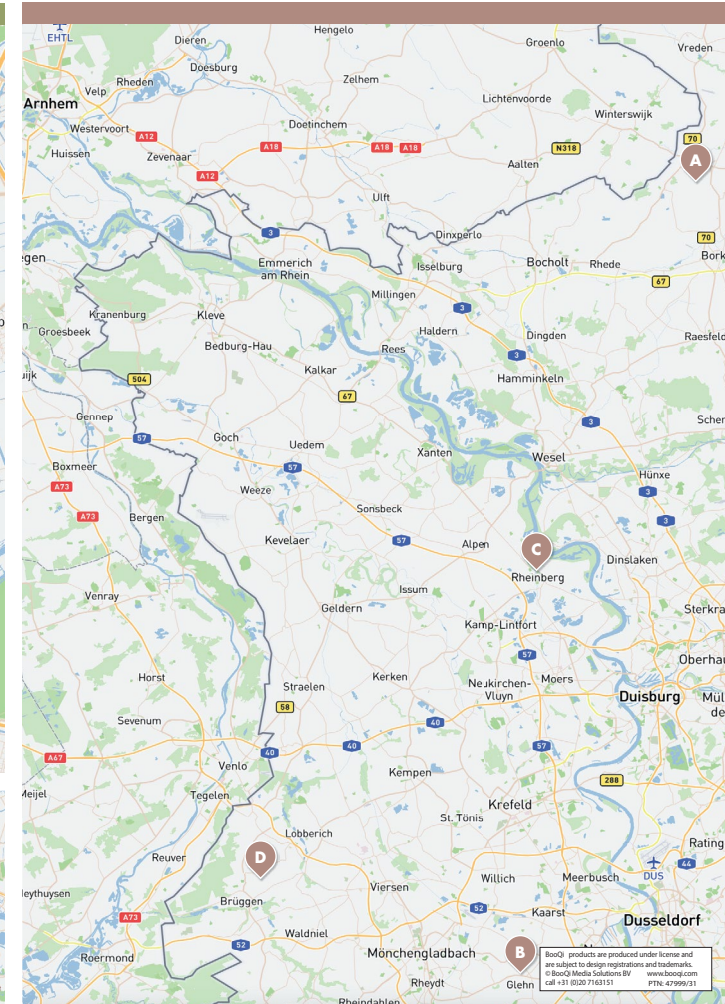 EHTL
Dieren
Hengelo
Groenlo
Vreden
Doesburg
Rheden
Velp
Zelhem
Arnhem
Lichtenvoorde
Winterswijk
Westervoort
A12
Doetinchem
70
Huissen
Zevenaar
A18
A18
A18
N318
A
A12
Aalten
Ulft
3
Dinxperlo
70
egen
Emmerich
am Rhein
Isselburg
Bocholt
Rhede
Bork
67
Millingen
Kranenburg
Kleve
3
Groesbeek
Haldern
Dingden
Raesfeld
Bedburg-Hau
Rees
3
Kalkar
Hamminkeln
504
67
Gennep
3
57
Goch
Uedem
Xanten
Wesel
Boxmeer
57
Hünxe
A73
Weeze
3
Bergen
Sonsbeck
A73
3
Kevelaer
57
Alpen
C
Dinslaken
Rheinberg
Venray
Issum
Geldern
Sterkra
Kamp-Lintfort
57
Oberhau
Horst
Straelen
Kerken
Neukirchen-
Vluyn
Moers
Duisburg
Mül
de
58
Sevenum
40
40
40
57
A67
Venlo
Kempen
288
Meijel
Tegelen
Krefeld
St. Tönis
Lobberich
Rating
Reuver
D
44
DUS
Viersen
Willich
Meerbusch
eythuysen
Brüggen
52
Kaarst
A73
Dusseldorf
Waldniel
52
Mönchengladbach
B
Roermond
Rheydt
Glehn
Rheindahlen
BooQi products are produced under license and
are subject to design registrations and trademarks.
© BooQi Media Solutions BV www.booqi.com
call +31 (0)20 7163151 PTN: 47999/31